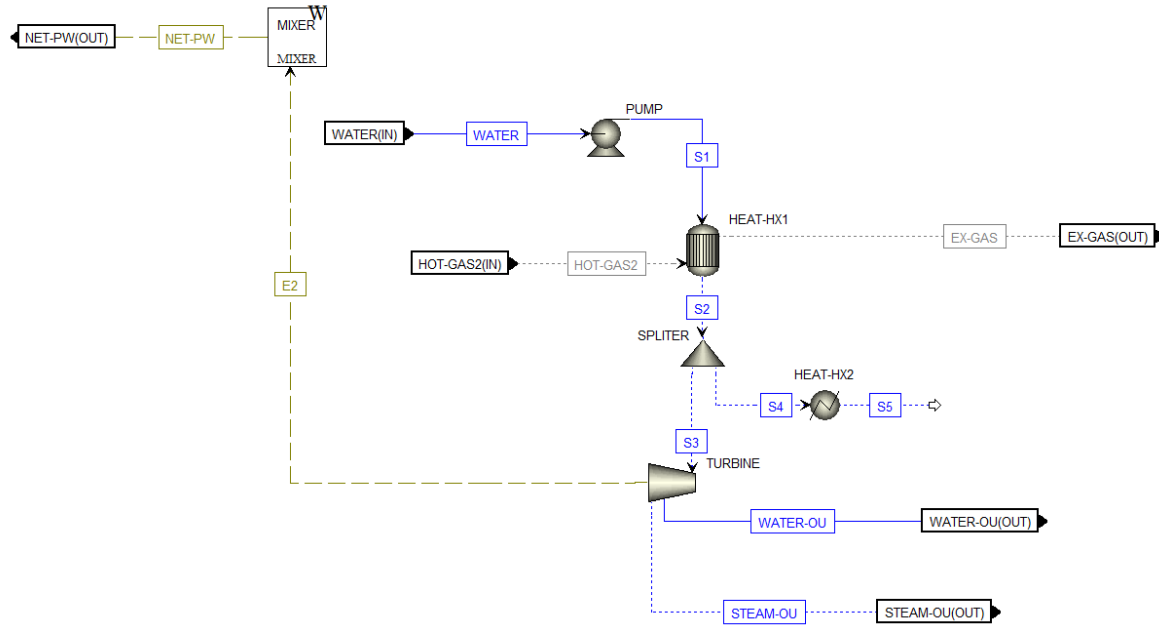 W
MIXER
MIXER
NET-PW(OUT)
NET-PW
PUMP
WATER(IN)
WATER
S1
HEAT-HX1
EX-GAS
EX-GAS(OUT)
HOT-GAS2(IN)
HOT-GAS2
E2
S2
SPLITER
HEAT-HX2
S4
S5
S3
TURBINE
WATER-OU
WATER-OU(OUT)
STEAM-OU
STEAM-OU(OUT)